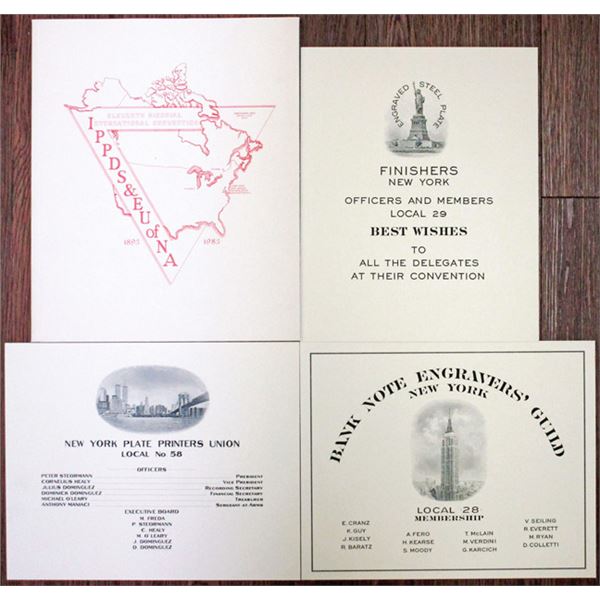 ELEVENTH BIENNIAL
INTERNATIONAL CONVENTION
IPPDS&EU of NA
1893 1983
ENGRAVED STEEL PLATE
FINISHERS
NEW YORK
OFFICERS AND MEMBERS
LOCAL 29
BEST WISHES
TO
ALL THE DELEGATES
AT THEIR CONVENTION
NEW YORK PLATE PRINTERS UNION
LOCAL No 58
OFFICERS
PETER STEORMANN President
CORNELIUS HEALY Vice President
JULIUS DOMINGUEZ Recording Secretary
DOMINICK DOMINGUEZ Financial Secretary
MICHAEL O'LEARY Treasurer
ANTHONY MANIACI Sergeant at Arms
EXECUTIVE BOARD
M. FREDA
P. STEORMANN
C. HEALY
M. O'LEARY
J. DOMINGUEZ
D. DOMINGUEZ
BANK NOTE ENGRAVERS' GUILD
NEW YORK
LOCAL 28
MEMBERSHIP
E. CRANZ
K. GUY
J. KISELY
R. BARATZ
A. FERO
H. KEARSE
S. MOODY
T. McLAIN
M. VERDINI
G. KARCICH
V. SEILING
R. EVERETT
M. RYAN
D. COLLETTI